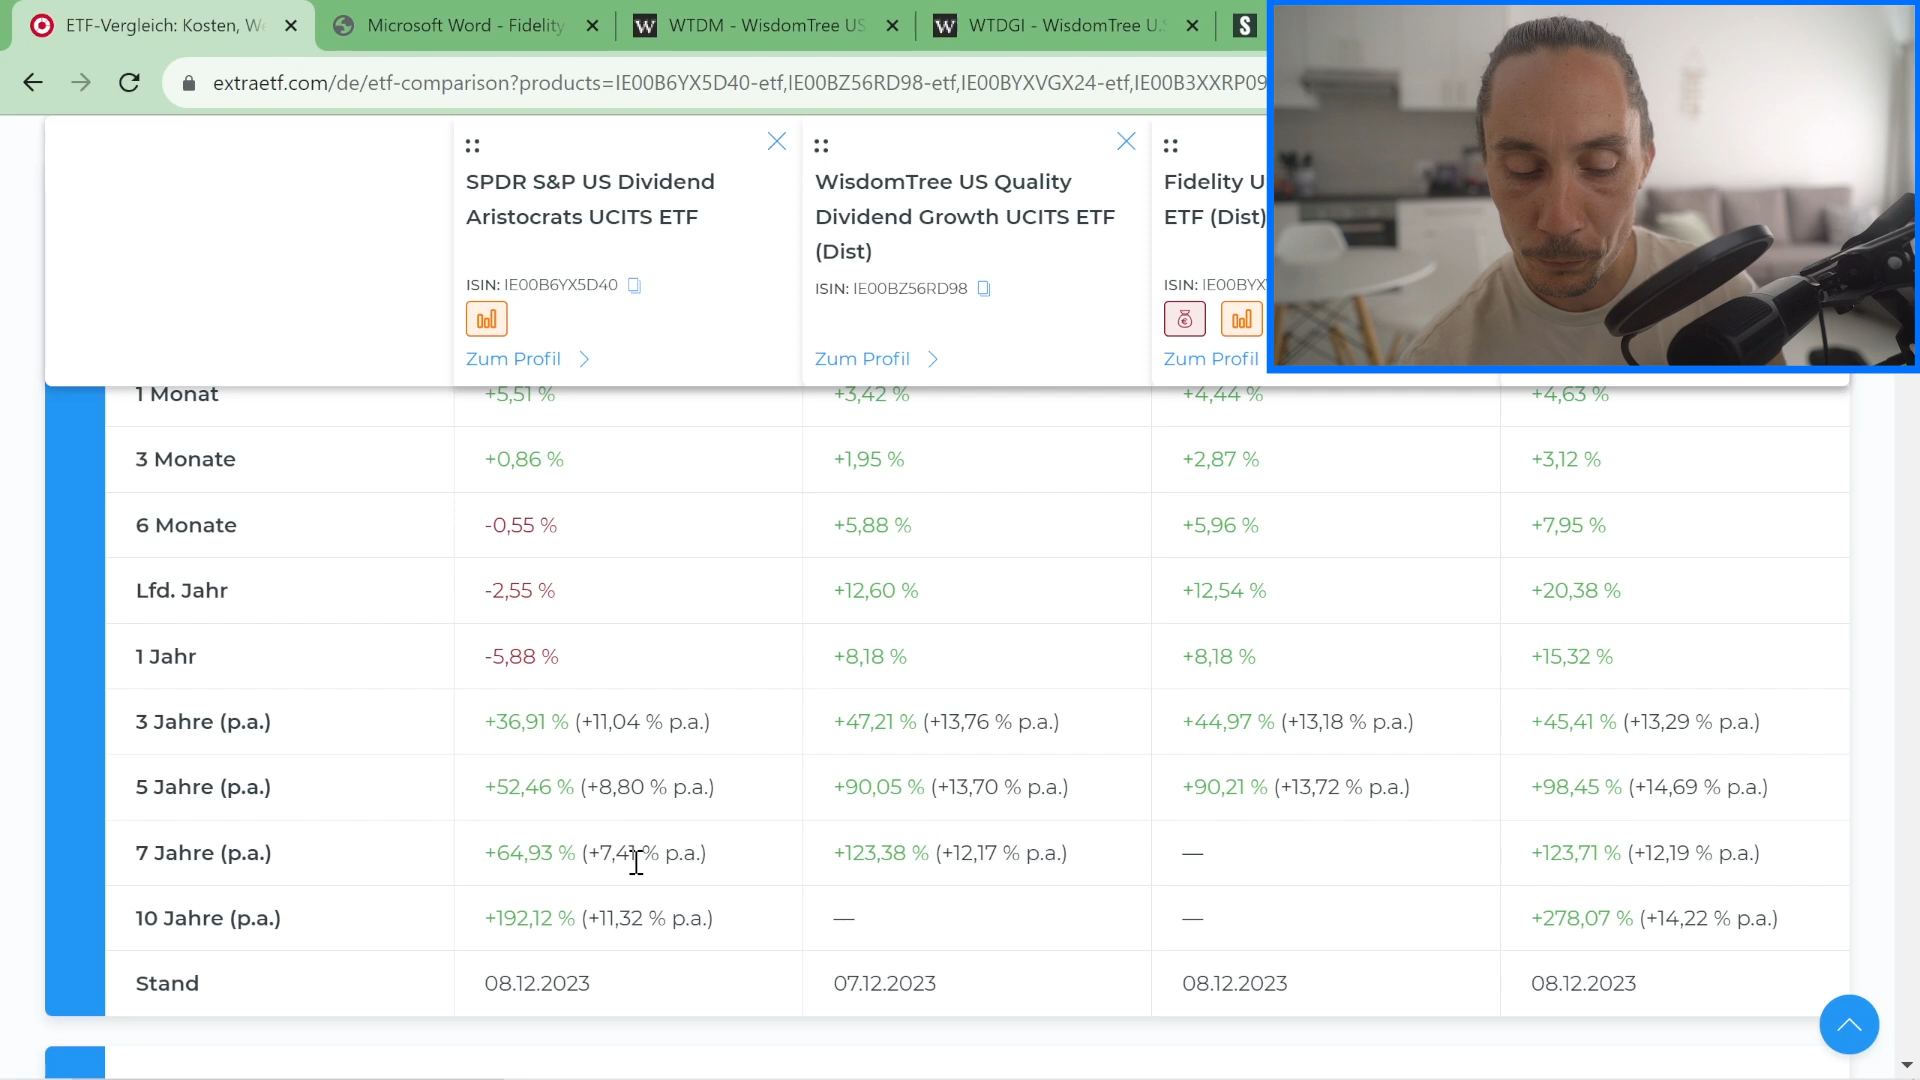 ETF-Vergleich: Kosten, We
Microsoft Word - Fidelity
WTDM - WisdomTree US
WTDGI - WisdomTree U.S
extraetf.com/de/etf-comparison?products=IE00B6YX5D40-etf,IE00BZ56RD98-etf,IE00BYXVGX24-etf,IE00B3XXRP09
SPDR S&P US Dividend
Aristocrats UCITS ETF
ISIN: IE00B6YX5D40
Zum Profil
WisdomTree US Quality
Dividend Growth UCITS ETF
(Dist)
ISIN: IE00BZ56RD98
Zum Profil
Fidelity U
ETF (Dist)
ISIN: IE00BYX
Zum Profil
1 Monat +5,51 % +3,42 % +4,44 % +4,63 %
3 Monate +0,86 % +1,95 % +2,87 % +3,12 %
6 Monate -0,55 % +5,88 % +5,96 % +7,95 %
Lfd. Jahr -2,55 % +12,60 % +12,54 % +20,38 %
1 Jahr -5,88 % +8,18 % +8,18 % +15,32 %
3 Jahre (p.a.) +36,91 % (+11,04 % p.a.) +47,21 % (+13,76 % p.a.) +44,97 % (+13,18 % p.a.) +45,41 % (+13,29 % p.a.)
5 Jahre (p.a.) +52,46 % (+8,80 % p.a.) +90,05 % (+13,70 % p.a.) +90,21 % (+13,72 % p.a.) +98,45 % (+14,69 % p.a.)
7 Jahre (p.a.) +64,93 % (+7,41 % p.a.) +123,38 % (+12,17 % p.a.) — +123,71 % (+12,19 % p.a.)
10 Jahre (p.a.) +192,12 % (+11,32 % p.a.) — — +278,07 % (+14,22 % p.a.)
Stand 08.12.2023 07.12.2023 08.12.2023 08.12.2023